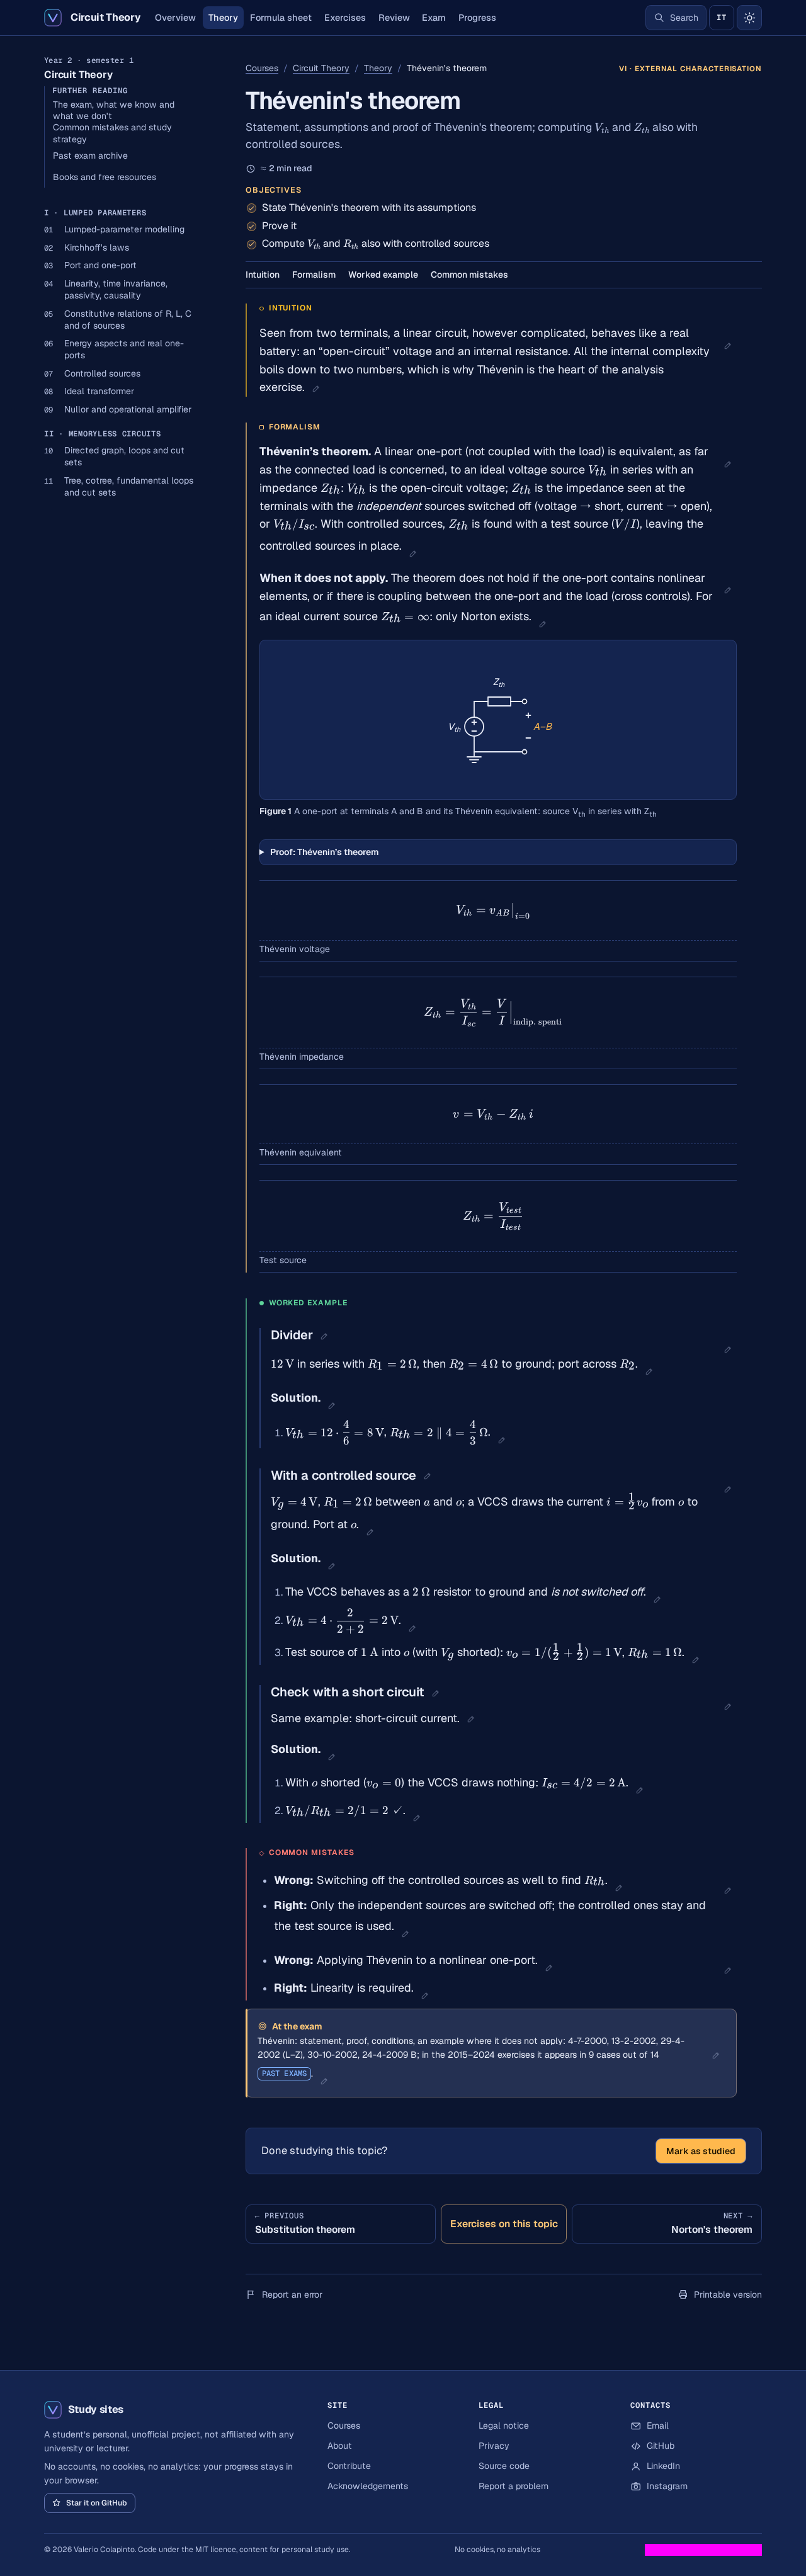 Circuit Theory Overview Theory Formula sheet Exercises Review Exam Progress Search IT
Year 2 · semester 1
Circuit Theory
FURTHER READING
The exam, what we know and
what we don't
Common mistakes and study
strategy
Past exam archive
Books and free resources
I · LUMPED PARAMETERS
01 Lumped-parameter modelling
02 Kirchhoff's laws
03 Port and one-port
04 Linearity, time invariance,
passivity, causality
05 Constitutive relations of R, L, C
and of sources
06 Energy aspects and real one-
ports
07 Controlled sources
08 Ideal transformer
09 Nullor and operational amplifier
II · MEMORYLESS CIRCUITS
10 Directed graph, loops and cut
sets
11 Tree, cotree, fundamental loops
and cut sets
Courses / Circuit Theory / Theory / Thévenin's theorem
VI · EXTERNAL CHARACTERISATION
Thévenin's theorem
Statement, assumptions and proof of Thévenin's theorem; computing V_th and Z_th also with
controlled sources.
≈ 2 min read
OBJECTIVES
State Thévenin's theorem with its assumptions
Prove it
Compute V_th and R_th also with controlled sources
Intuition Formalism Worked example Common mistakes
INTUITION
Seen from two terminals, a linear circuit, however complicated, behaves like a real
battery: an “open-circuit” voltage and an internal resistance. All the internal complexity
boils down to two numbers, which is why Thévenin is the heart of the analysis
exercise.
FORMALISM
Thévenin's theorem. A linear one-port (not coupled with the load) is equivalent, as far
as the connected load is concerned, to an ideal voltage source V_th in series with an
impedance Z_th: V_th is the open-circuit voltage; Z_th is the impedance seen at the
terminals with the independent sources switched off (voltage → short, current → open),
or V_th/I_sc. With controlled sources, Z_th is found with a test source (V/I), leaving the
controlled sources in place.
When it does not apply. The theorem does not hold if the one-port contains nonlinear
elements, or if there is coupling between the one-port and the load (cross controls). For
an ideal current source Z_th = ∞: only Norton exists.
Z_th
V_th
+
−
+
A–B
−
Figure 1 A one-port at terminals A and B and its Thévenin equivalent: source V_th in series with Z_th
Proof: Thévenin's theorem
V_th = v_AB |_{i=0}
Thévenin voltage
Z_th = V_th / I_sc = V / I |_{indip. spenti}
Thévenin impedance
v = V_th − Z_th i
Thévenin equivalent
Z_th = V_test / I_test
Test source
WORKED EXAMPLE
Divider
12 V in series with R_1 = 2 Ω, then R_2 = 4 Ω to ground; port across R_2.
Solution.
1. V_th = 12 · 4/6 = 8 V, R_th = 2 ∥ 4 = 4/3 Ω.
With a controlled source
V_g = 4 V, R_1 = 2 Ω between a and o; a VCCS draws the current i = 1/2 v_o from o to
ground. Port at o.
Solution.
1. The VCCS behaves as a 2 Ω resistor to ground and is not switched off.
2. V_th = 4 · 2/(2 + 2) = 2 V.
3. Test source of 1 A into o (with V_g shorted): v_o = 1/(1/2 + 1/2) = 1 V, R_th = 1 Ω.
Check with a short circuit
Same example: short-circuit current.
Solution.
1. With o shorted (v_o = 0) the VCCS draws nothing: I_sc = 4/2 = 2 A.
2. V_th/R_th = 2/1 = 2 ✓.
COMMON MISTAKES
• Wrong: Switching off the controlled sources as well to find R_th.
• Right: Only the independent sources are switched off; the controlled ones stay and
the test source is used.
• Wrong: Applying Thévenin to a nonlinear one-port.
• Right: Linearity is required.
At the exam
Thévenin: statement, proof, conditions, an example where it does not apply: 4-7-2000, 13-2-2002, 29-4-
2002 (L–Z), 30-10-2002, 24-4-2009 B; in the 2015–2024 exercises it appears in 9 cases out of 14
PAST EXAMS.
Done studying this topic? Mark as studied
← PREVIOUS
Substitution theorem
Exercises on this topic
NEXT →
Norton's theorem
Report an error Printable version
Study sites
A student's personal, unofficial project, not affiliated with any
university or lecturer.
No accounts, no cookies, no analytics: your progress stays in
your browser.
Star it on GitHub
SITE
Courses
About
Contribute
Acknowledgements
LEGAL
Legal notice
Privacy
Source code
Report a problem
CONTACTS
Email
GitHub
LinkedIn
Instagram
© 2026 Valerio Colapinto. Code under the MIT licence, content for personal study use. No cookies, no analytics